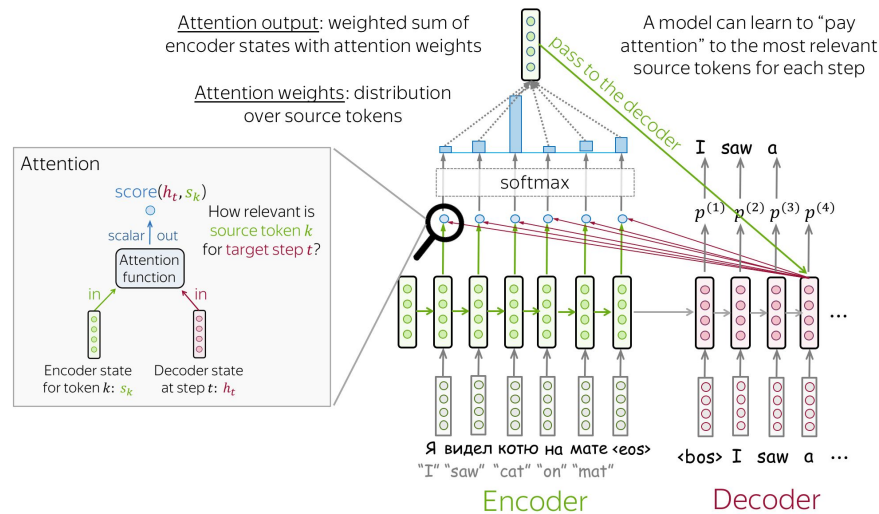 Attention output: weighted sum of
encoder states with attention weights
A model can learn to “pay
attention” to the most relevant
source tokens for each step
pass to the decoder
Attention weights: distribution
over source tokens
I saw a
softmax
p⁽¹⁾ p⁽²⁾ p⁽³⁾ p⁽⁴⁾
Attention
score(hₜ, sₖ)
How relevant is
source token k
for target step t?
scalar out
Attention
function
in in
Encoder state
for token k: sₖ
Decoder state
at step t: hₜ
...
Я видел котю на мате <eos>
“I” “saw” “cat” “on” “mat”
<bos> I saw a ...
Encoder
Decoder